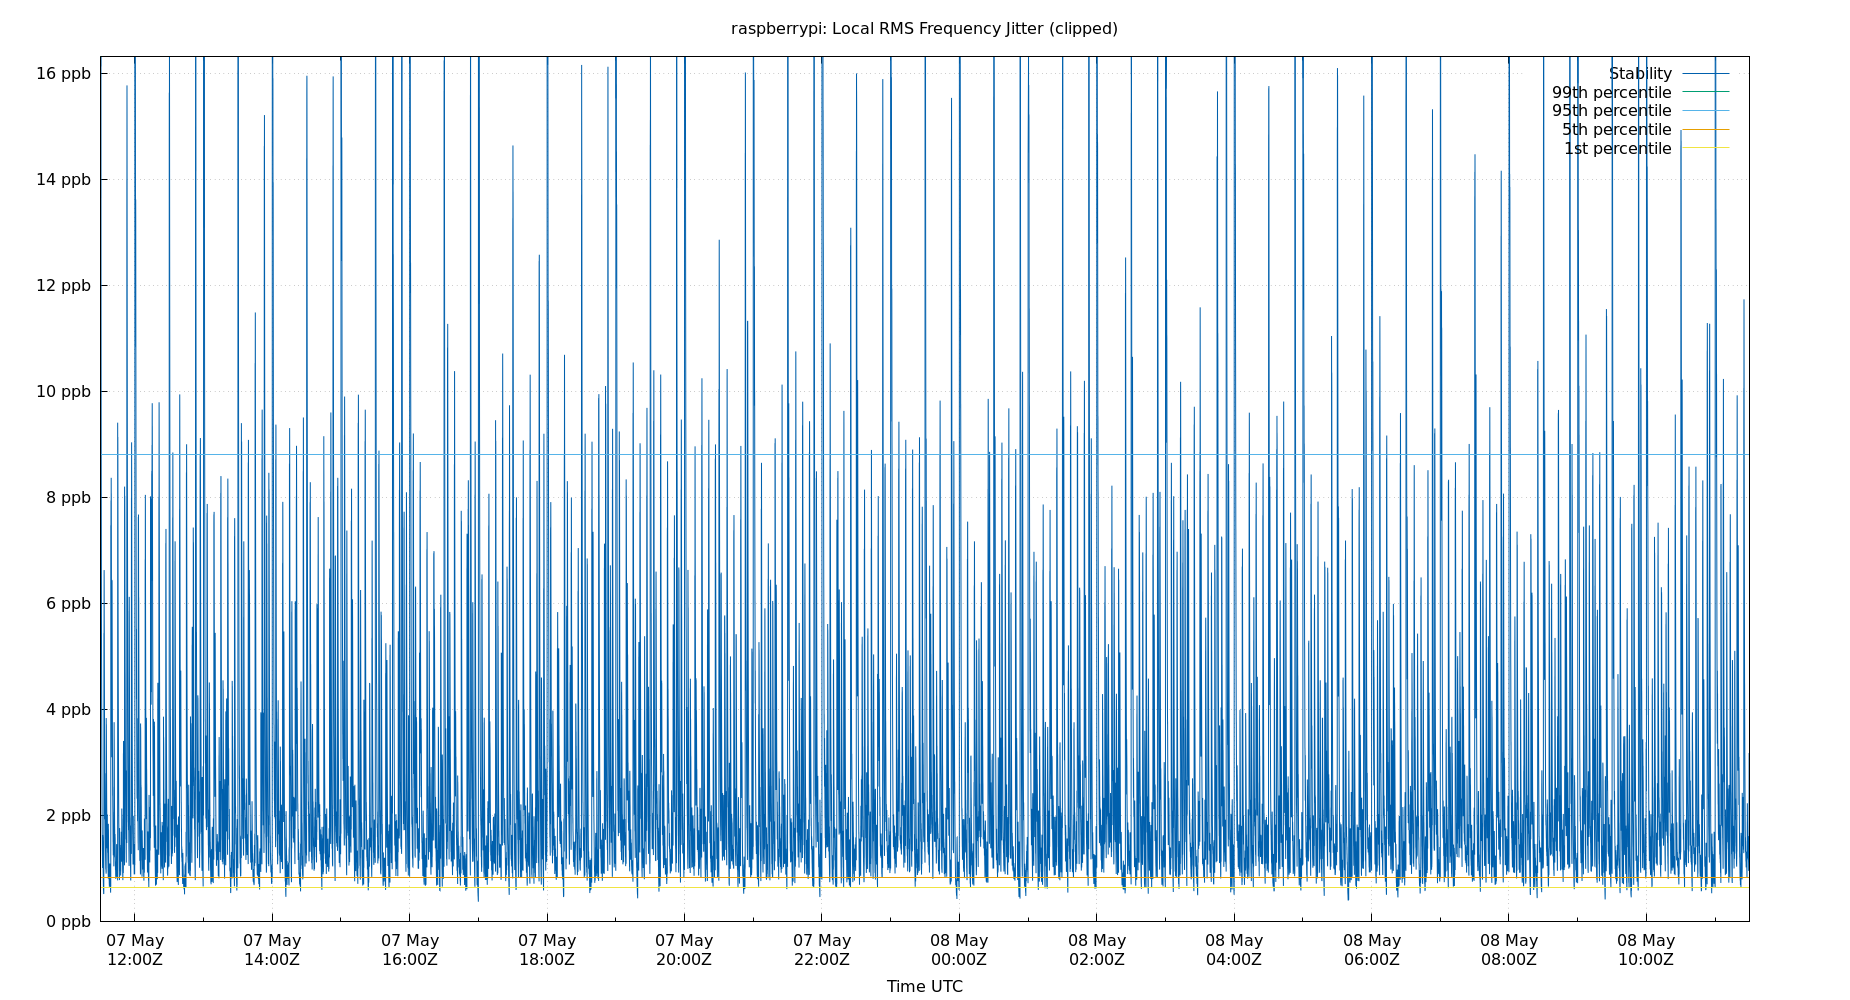 raspberrypi: Local RMS Frequency Jitter (clipped)
16 ppb
14 ppb
12 ppb
10 ppb
8 ppb
6 ppb
4 ppb
2 ppb
0 ppb
Stability
99th percentile
95th percentile
5th percentile
1st percentile
07 May 07 May 07 May 07 May 07 May 07 May 08 May 08 May 08 May 08 May 08 May 08 May
12:00Z 14:00Z 16:00Z 18:00Z 20:00Z 22:00Z 00:00Z 02:00Z 04:00Z 06:00Z 08:00Z 10:00Z
Time UTC